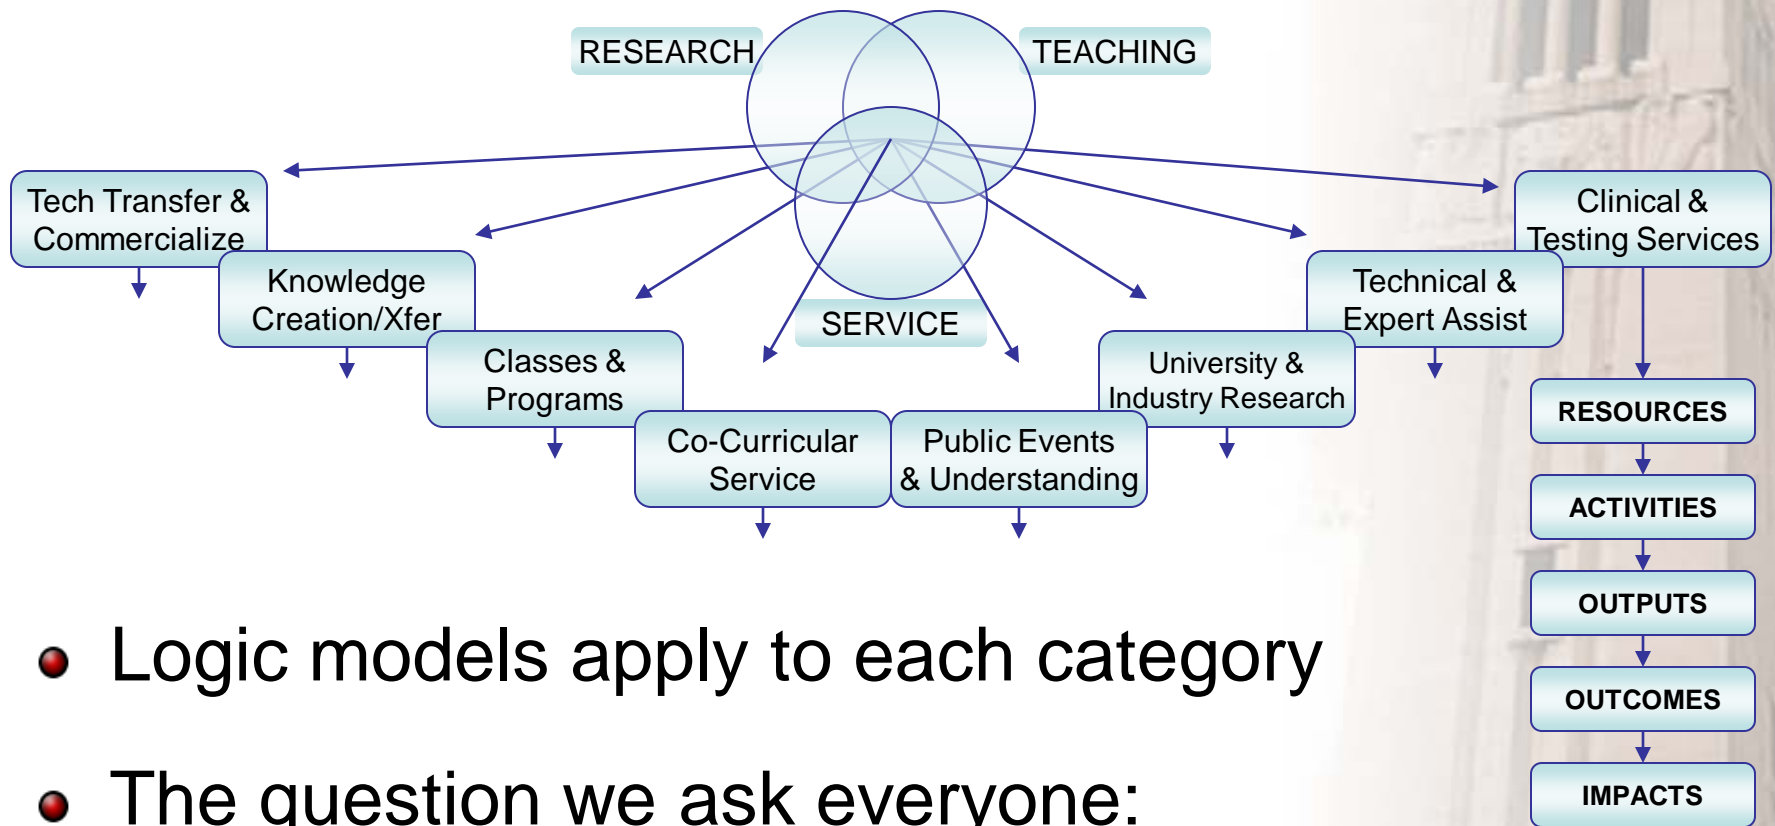 RESEARCH
TEACHING
SERVICE
Tech Transfer &
Commercialize
Knowledge
Creation/Xfer
Classes &
Programs
Co-Curricular
Service
Public Events
& Understanding
University &
Industry Research
Technical &
Expert Assist
Clinical &
Testing Services
RESOURCES
ACTIVITIES
OUTPUTS
OUTCOMES
IMPACTS
Logic models apply to each category
The question we ask everyone: